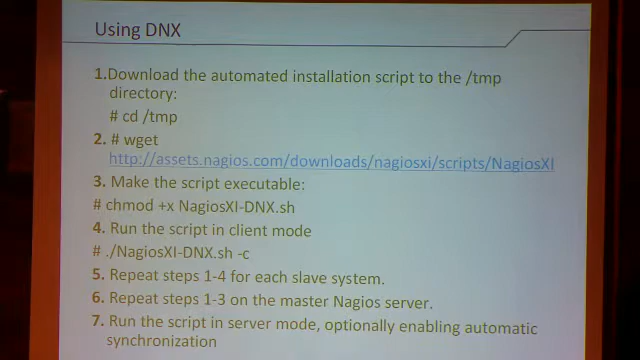 Using DNX
1.Download the automated installation script to the /tmp
directory:
# cd /tmp
2. # wget
http://assets.nagios.com/downloads/nagiosxi/scripts/NagiosXI
3. Make the script executable:
# chmod +x NagiosXI-DNX.sh
4. Run the script in client mode
# ./NagiosXI-DNX.sh -c
5. Repeat steps 1-4 for each slave system.
6. Repeat steps 1-3 on the master Nagios server.
7. Run the script in server mode, optionally enabling automatic
synchronization